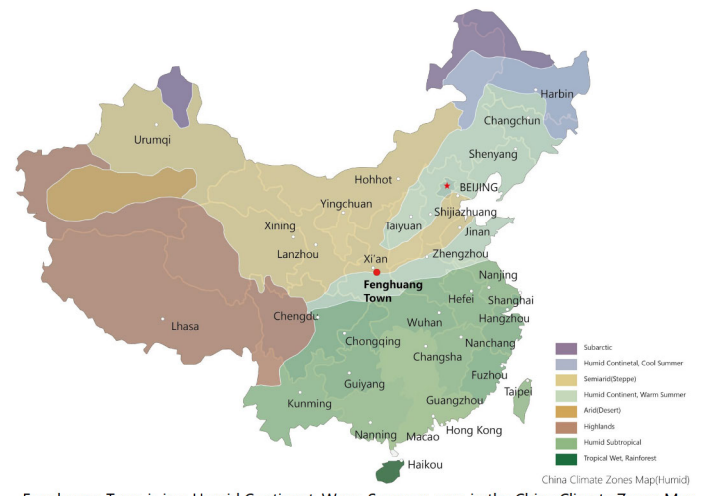 Harbin
Changchun
Urumqi
Shenyang
Hohhot
BEIJING
Yingchuan
Shijiazhuang
Xining
Taiyuan
Jinan
Lanzhou
Zhengzhou
Xi'an
Fenghuang
Town
Nanjing
Hefei
Shanghai
Chengdu
Hangzhou
Lhasa
Wuhan
Chongqing
Nanchang
Changsha
Guiyang
Fuzhou
Kunming
Guangzhou
Taipei
Nanning
Macao
Hong Kong
Haikou
Subarctic
Humid Continetal, Cool Summer
Semiarid(Steppe)
Humid Continent, Warm Summer
Arid(Desert)
Highlands
Humid Subtropical
Tropical Wet, Rainforest
China Climate Zones Map(Humid)